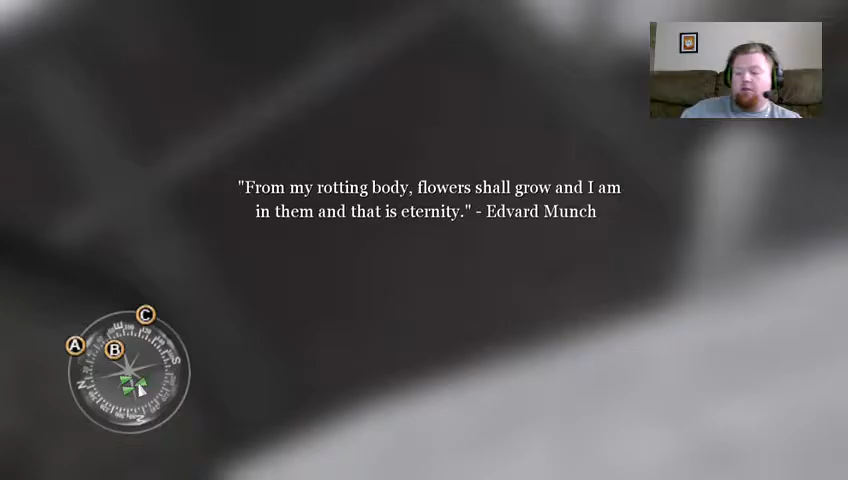 "From my rotting body, flowers shall grow and I am
in them and that is eternity." - Edvard Munch
C
A
B
S
N